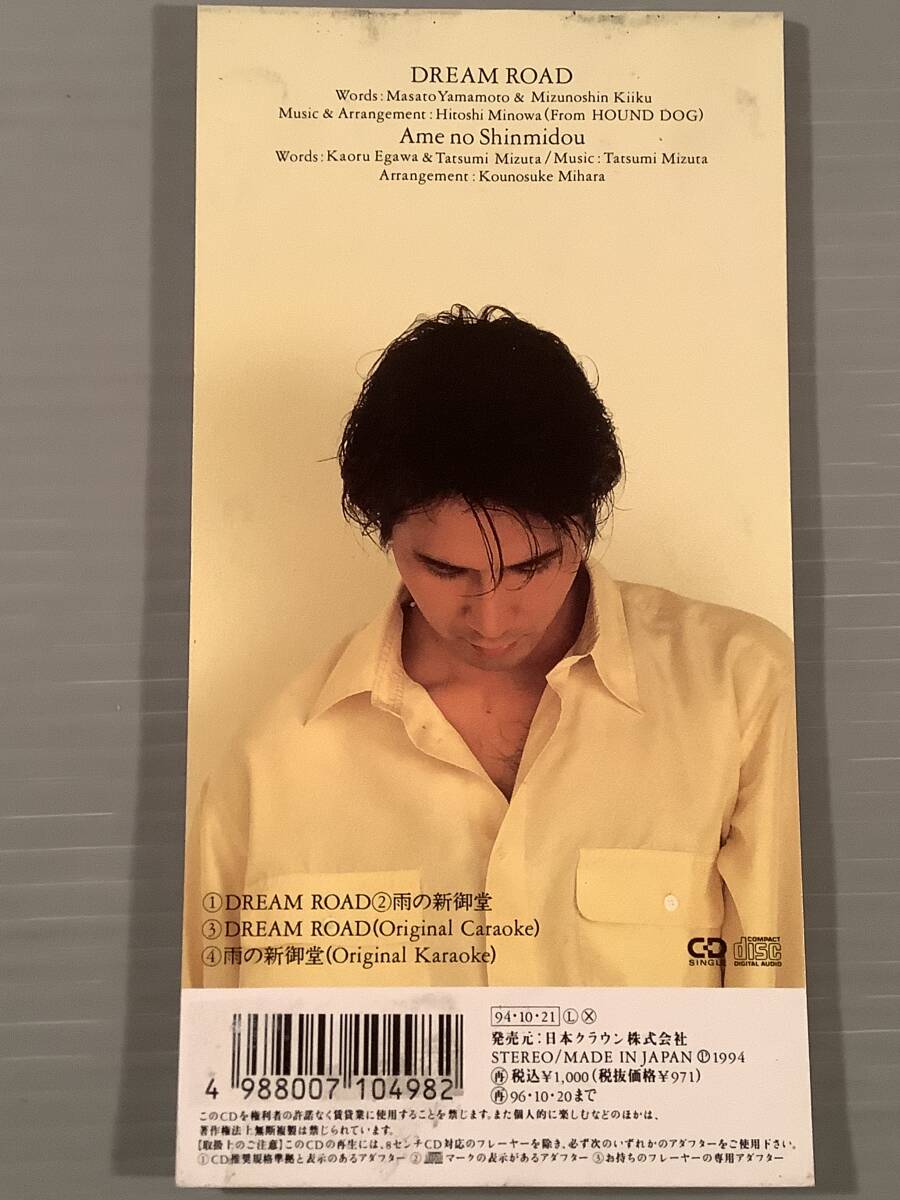 DREAM ROAD
Words:Masato Yamamoto & Mizunoshin Kiiku
Music & Arrangement:Hitoshi Minowa(From HOUND DOG)
Ame no Shinmidou
Words:Kaoru Egawa & Tatsumi Mizuta/Music:Tatsumi Mizuta
Arrangement:Kounosuke Mihara
①DREAM ROAD②雨の新御堂
③DREAM ROAD(Original Caraoke)
④雨の新御堂(Original Karaoke)
CD SINGLE
COMPACT disc DIGITAL AUDIO
94・10・21 Ⓛ Ⓧ
発売元:日本クラウン株式会社
STEREO/MADE IN JAPAN Ⓟ1994
㊢税込¥1,000(税抜価格¥971)
㊢96・10・20まで
4 988007 104982
このCDを権利者の許諾なく賃貸業に使用することを禁じます。また個人的に楽しむなどのほかは、
著作権法上無断複製は禁じられています。
【取扱上のご注意】このCDの再生には、8センチCD対応のプレーヤーを除き、必ず次のいずれかのアダプターをご使用下さい。
①CD推奨規格準拠と表示のあるアダプター ②マークの表示があるアダプター ③お持ちのプレーヤーの専用アダプター